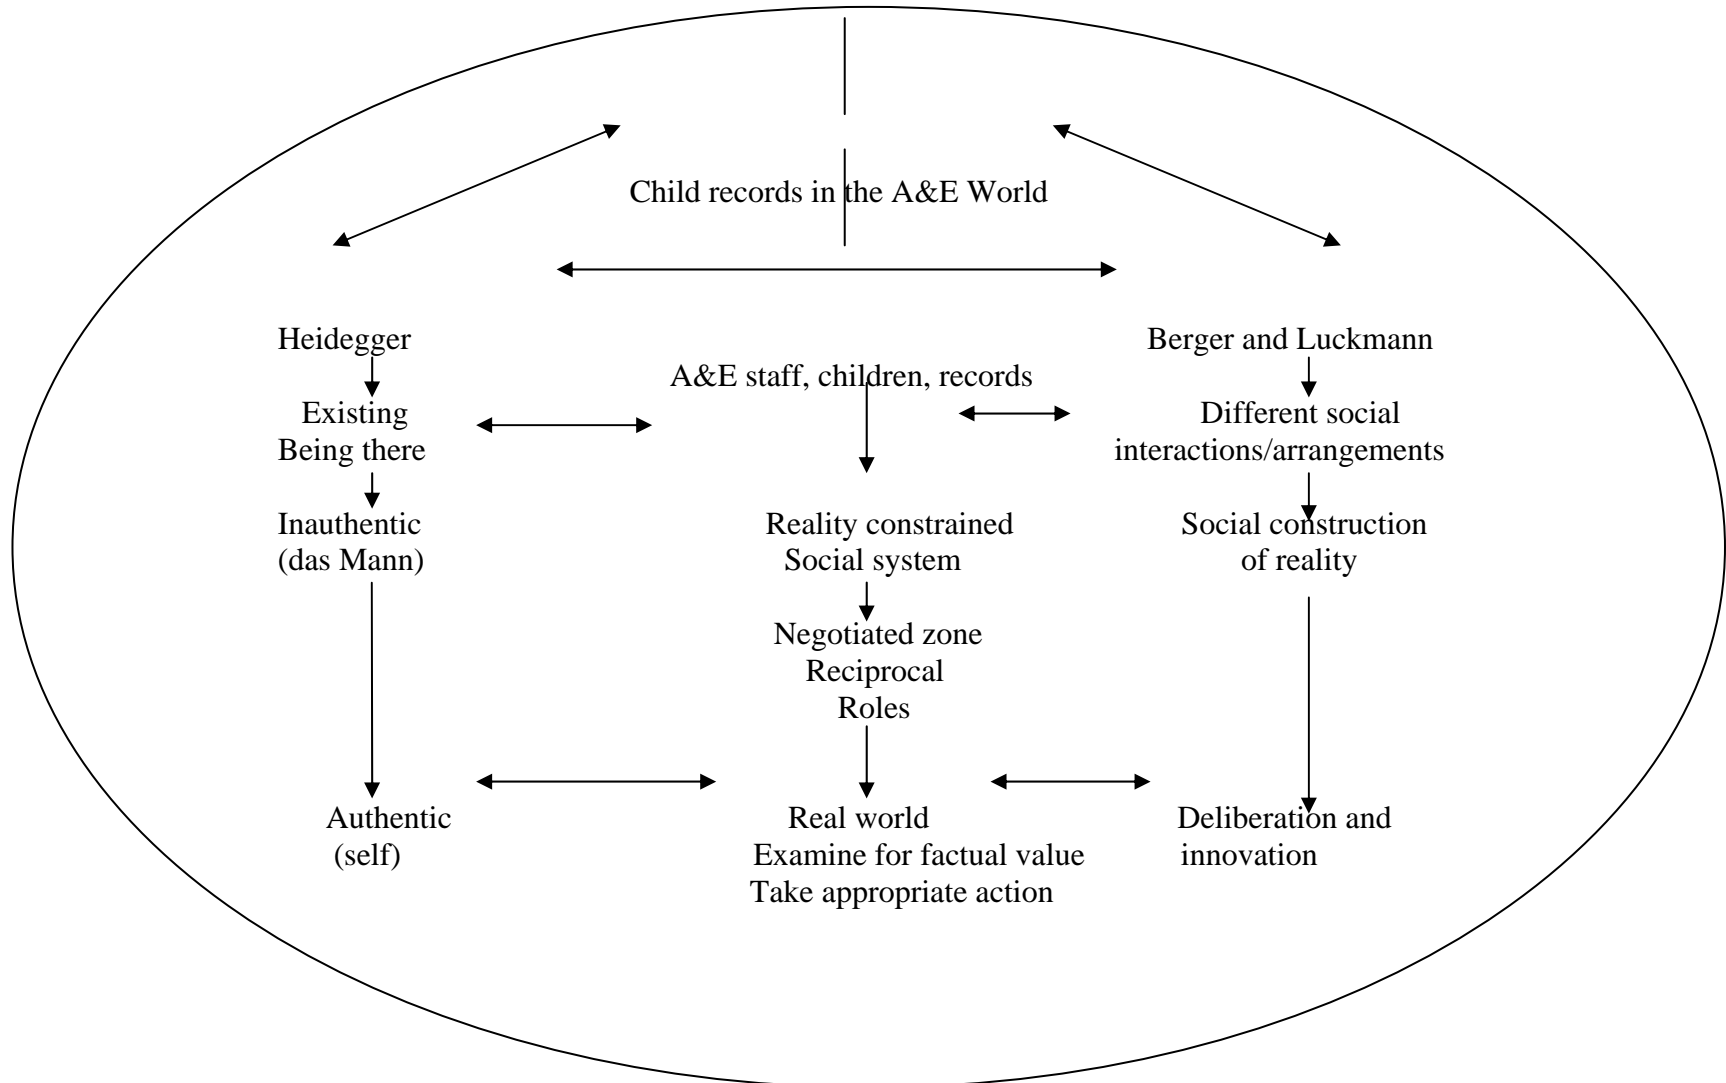 Child records in the A&E World
Heidegger
Existing
Being there
Inauthentic
(das Mann)
Authentic
(self)
A&E staff, children, records
Reality constrained
Social system
Negotiated zone
Reciprocal
Roles
Real world
Examine for factual value
Take appropriate action
Berger and Luckmann
Different social
interactions/arrangements
Social construction
of reality
Deliberation and
innovation